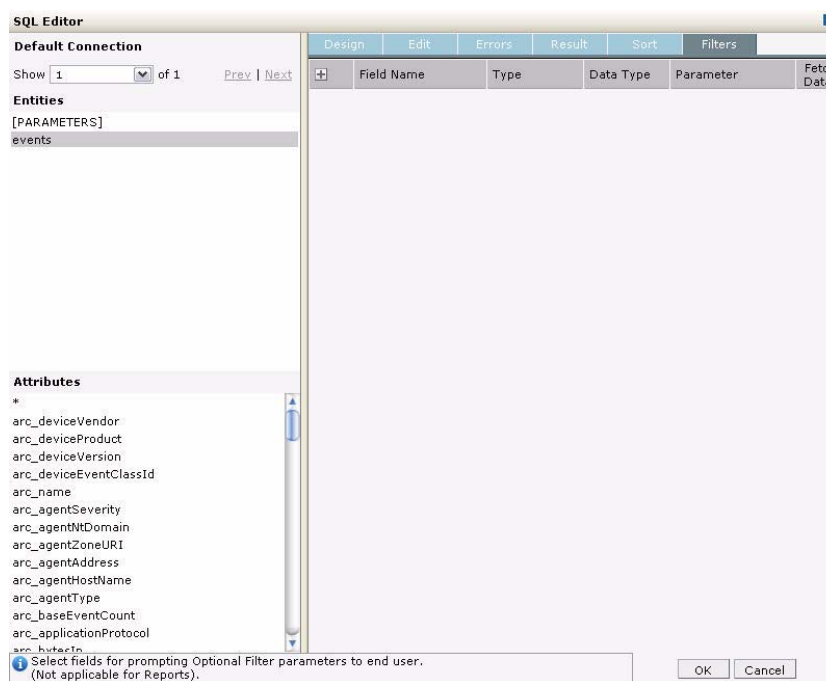 SQL Editor
Default Connection
Show 1 of 1 Prev | Next
Entities
[PARAMETERS]
events
Attributes
*
arc_deviceVendor
arc_deviceProduct
arc_deviceVersion
arc_deviceEventClassId
arc_name
arc_agentSeverity
arc_agentNtDomain
arc_agentZoneURI
arc_agentAddress
arc_agentHostName
arc_agentType
arc_baseEventCount
arc_applicationProtocol
arc_bytesIn
Design Edit Errors Result Sort Filters
Field Name Type Data Type Parameter
Select fields for prompting Optional Filter parameters to end user.
(Not applicable for Reports).
OK Cancel